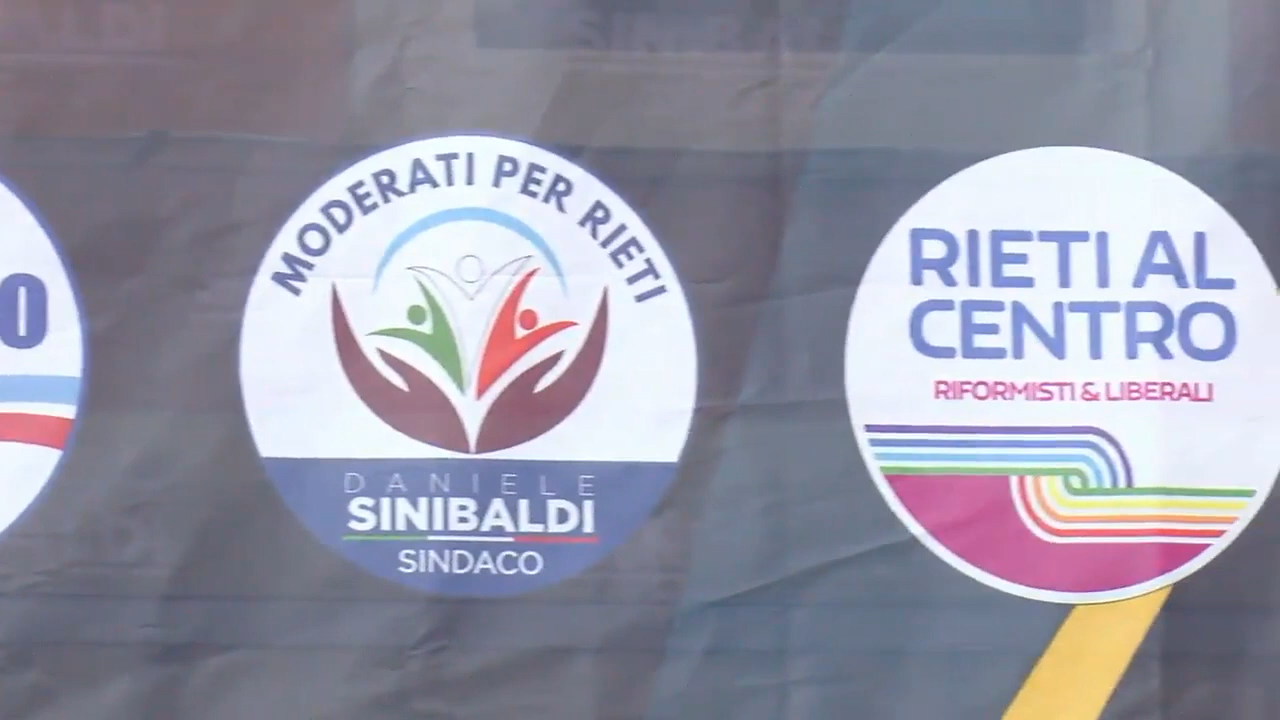 MODERATI PER RIETI
DANIELE
SINIBALDI
SINDACO
RIETI AL
CENTRO
RIFORMISTI & LIBERALI